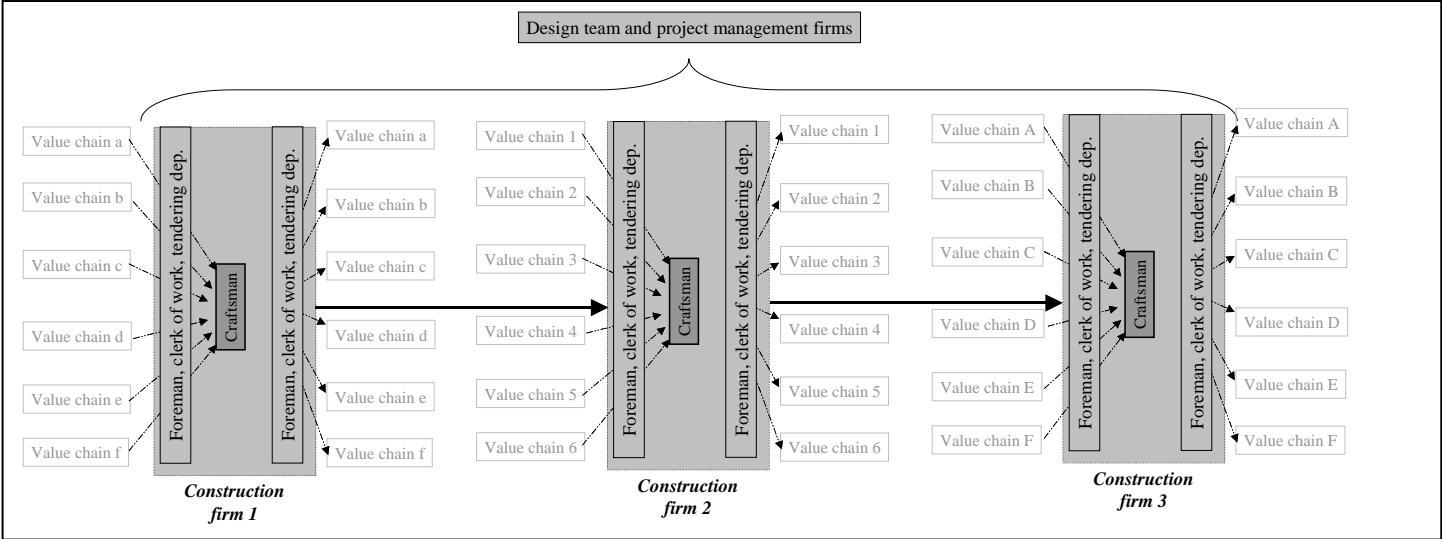 Design team and project management firms
Value chain a
Value chain b
Value chain c
Value chain d
Value chain e
Value chain f
Foreman, clerk of work, tendering dep.
Craftsman
Foreman, clerk of work, tendering dep.
Value chain a
Value chain b
Value chain c
Value chain d
Value chain e
Value chain f
Construction
firm 1
Value chain 1
Value chain 2
Value chain 3
Value chain 4
Value chain 5
Value chain 6
Foreman, clerk of work, tendering dep.
Craftsman
Foreman, clerk of work, tendering dep.
Value chain 1
Value chain 2
Value chain 3
Value chain 4
Value chain 5
Value chain 6
Construction
firm 2
Value chain A
Value chain B
Value chain C
Value chain D
Value chain E
Value chain F
Foreman, clerk of work, tendering dep.
Craftsman
Foreman, clerk of work, tendering dep.
Value chain A
Value chain B
Value chain C
Value chain D
Value chain E
Value chain F
Construction
firm 3